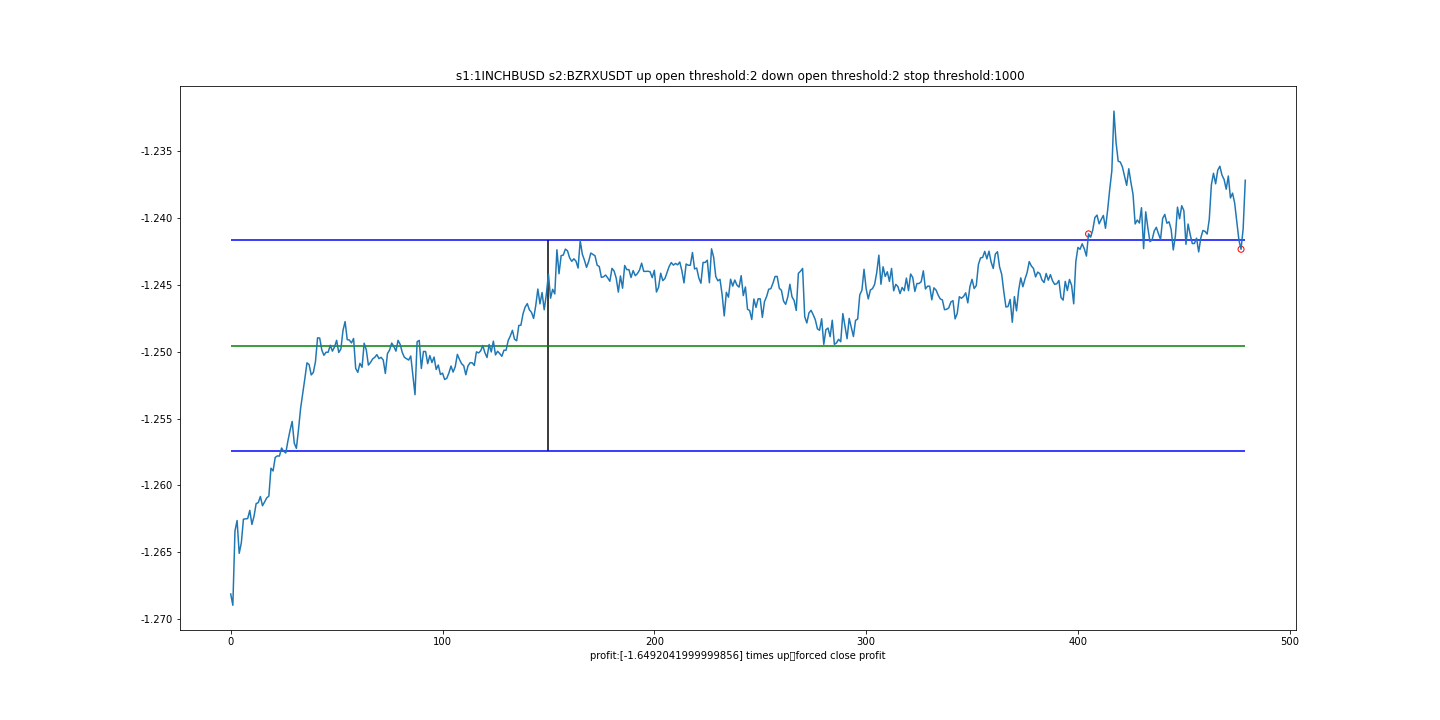 s1:1INCHBUSD s2:BZRXUSDT up open threshold:2 down open threshold:2 stop threshold:1000
-1.235
-1.240
-1.245
-1.250
-1.255
-1.260
-1.265
-1.270
0 100 200 300 400 500
profit:[-1.6492041999999856] times up▯forced close profit